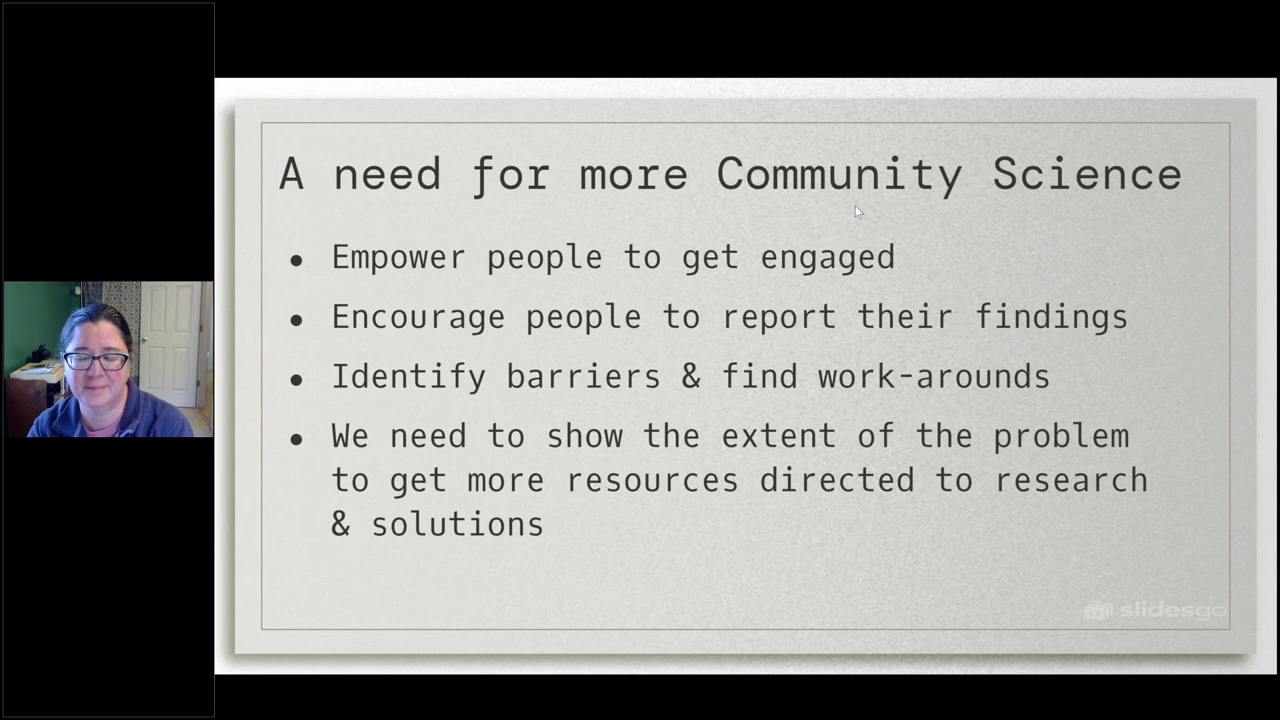 A need for more Community Science
● Empower people to get engaged
● Encourage people to report their findings
● Identify barriers & find work-arounds
● We need to show the extent of the problem
to get more resources directed to research
& solutions
slidesgo